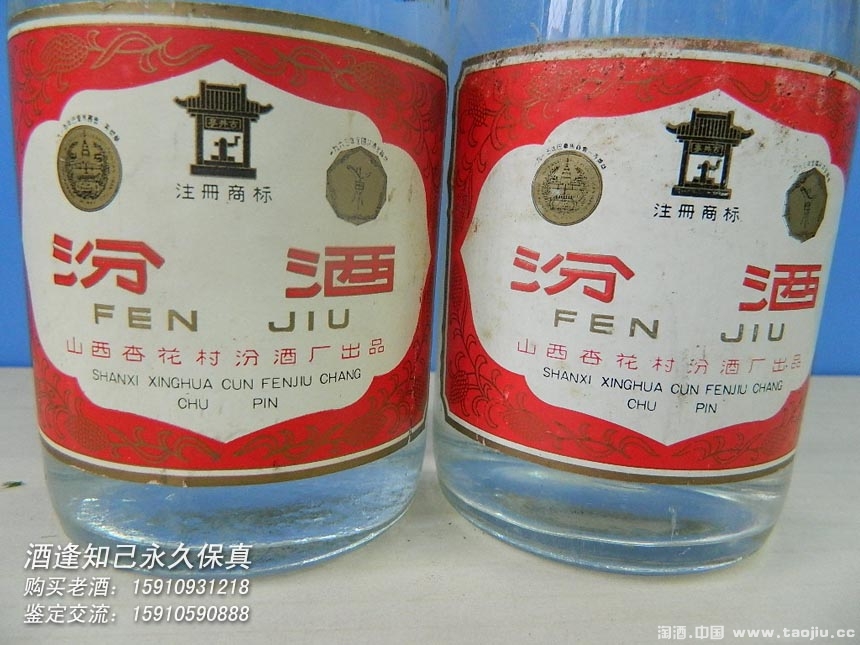 注册商标
汾酒
FEN JIU
山西杏花村汾酒厂出品
SHANXI XINGHUA CUN FENJIU CHANG
CHU PIN
注册商标
汾酒
FEN JIU
山西杏花村汾酒厂出品
SHANXI XINGHUA CUN FENJIU CHANG
CHU PIN
酒逢知己永久保真
购买老酒：15910931218
鉴定交流：15910590888
淘酒.中国 www.taojiu.cc